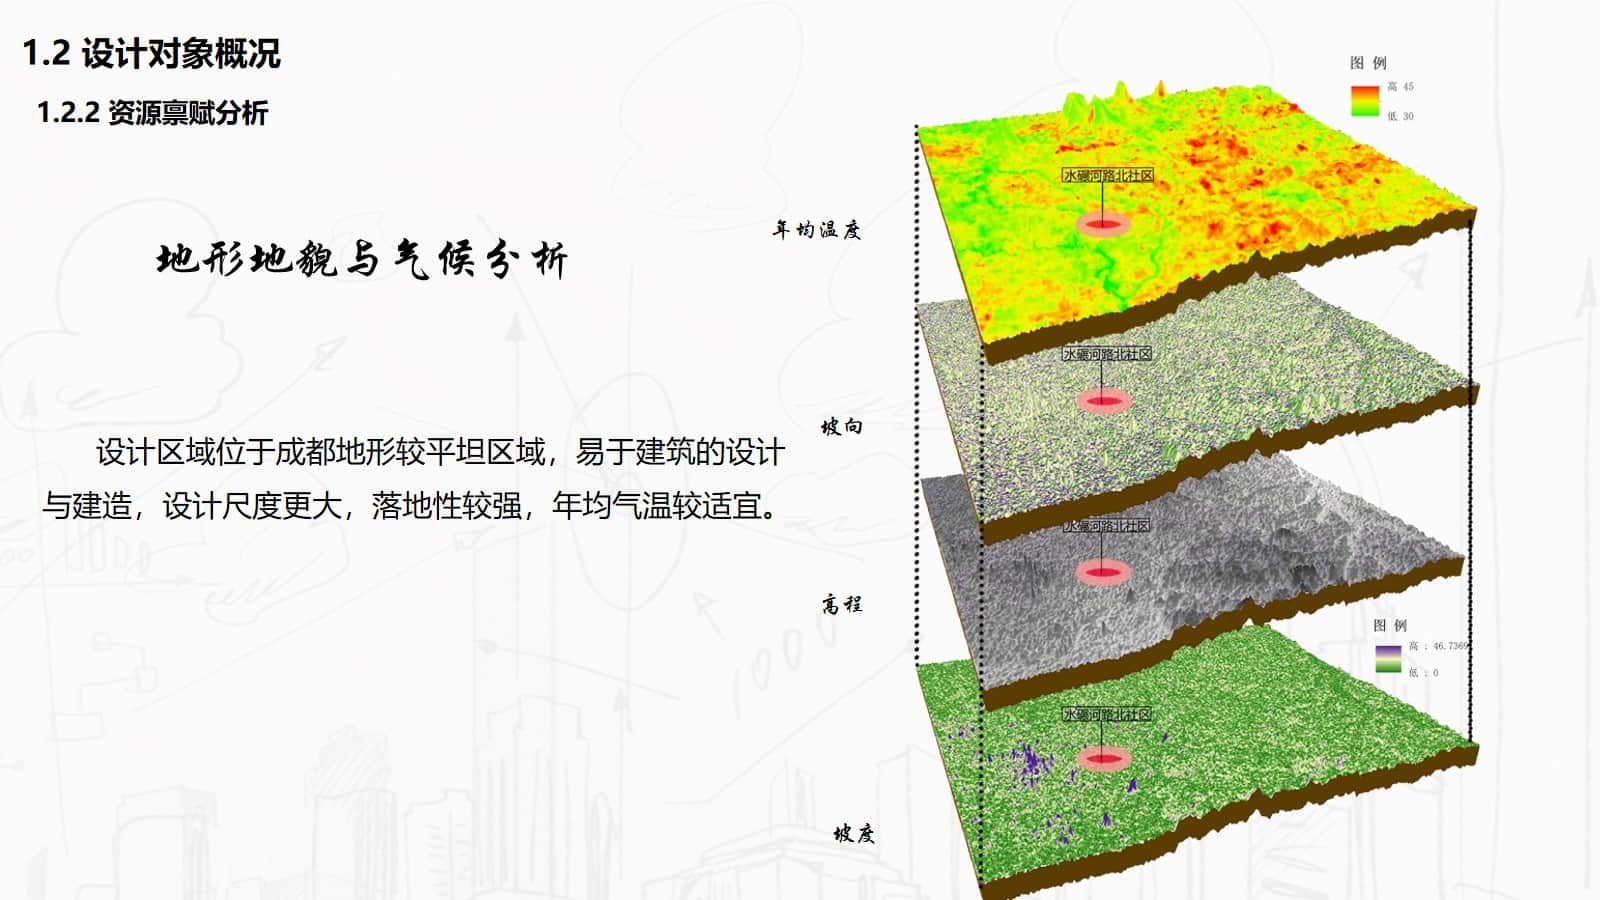 1.2 设计对象概况
1.2.2 资源禀赋分析
地形地貌与气候分析
设计区域位于成都地形较平坦区域，易于建筑的设计
与建造，设计尺度更大，落地性较强，年均气温较适宜。
图 例
高 45
低 30
水碾河路北社区
年均温度
水碾河路北社区
坡向
水碾河路北社区
高程
图 例
高 : 46.7369
低 : 0
水碾河路北社区
坡度